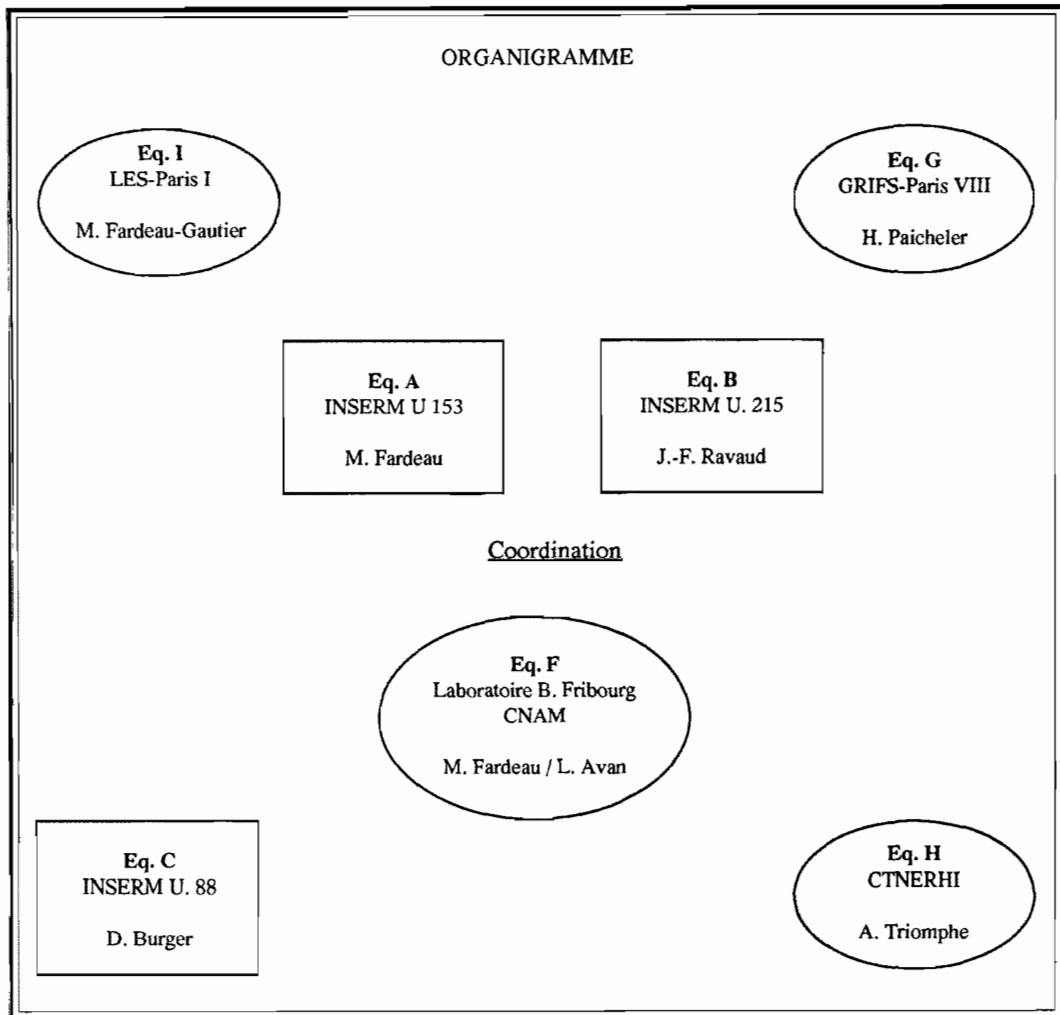 ORGANIGRAMME
Eq. I
LES-Paris I
M. Fardeau-Gautier
Eq. G
GRIFS-Paris VIII
H. Paicheler
Eq. A
INSERM U 153
M. Fardeau
Eq. B
INSERM U. 215
J.-F. Ravaud
Coordination
Eq. F
Laboratoire B. Fribourg
CNAM
M. Fardeau / L. Avan
Eq. C
INSERM U. 88
D. Burger
Eq. H
CTNERHI
A. Triomphe